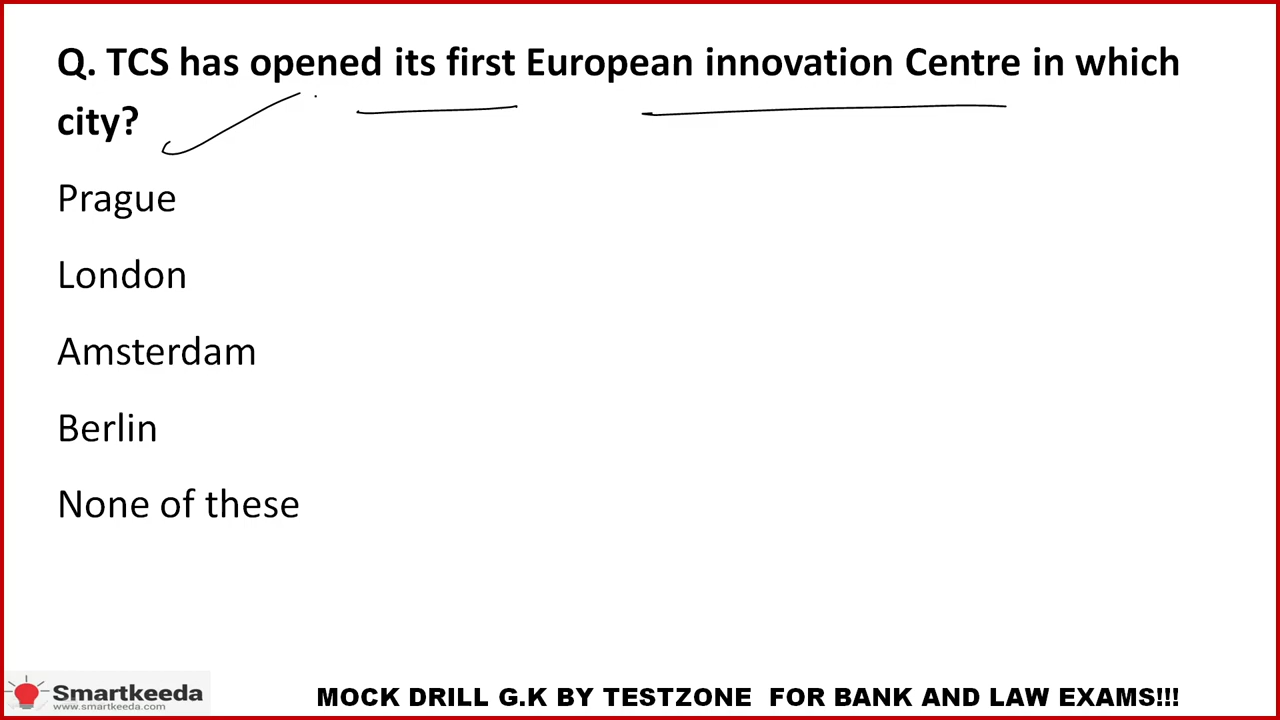 Q. TCS has opened its first European innovation Centre in which
city?
Prague
London
Amsterdam
Berlin
None of these
Smartkeeda
www.smartkeeda.com
MOCK DRILL G.K BY TESTZONE FOR BANK AND LAW EXAMS!!!